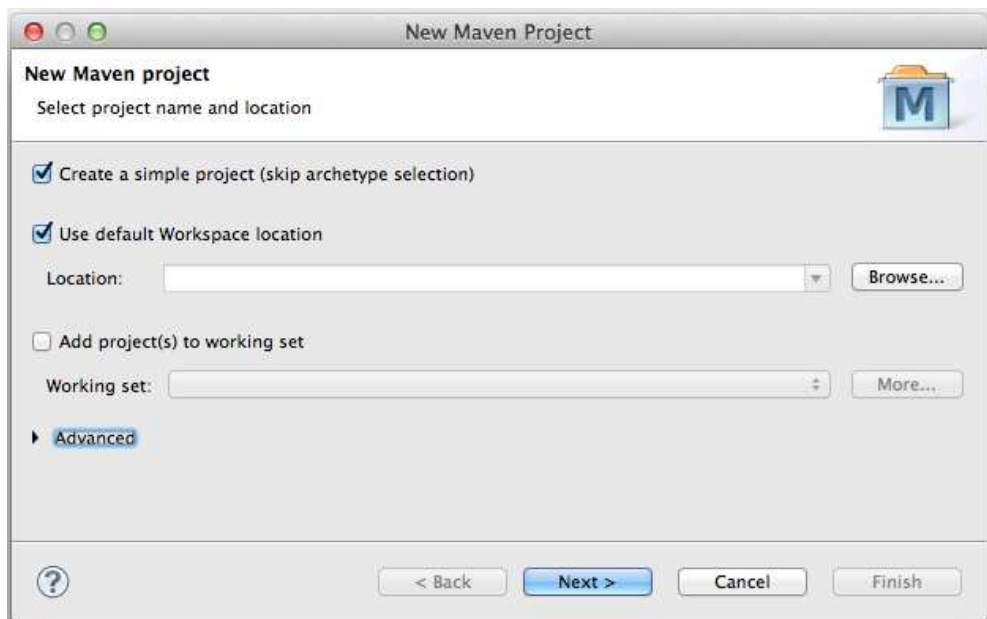 New Maven Project
New Maven project
Select project name and location
M
Create a simple project (skip archetype selection)
Use default Workspace location
Location:
Browse...
Add project(s) to working set
Working set:
More...
Advanced
?
< Back
Next >
Cancel
Finish